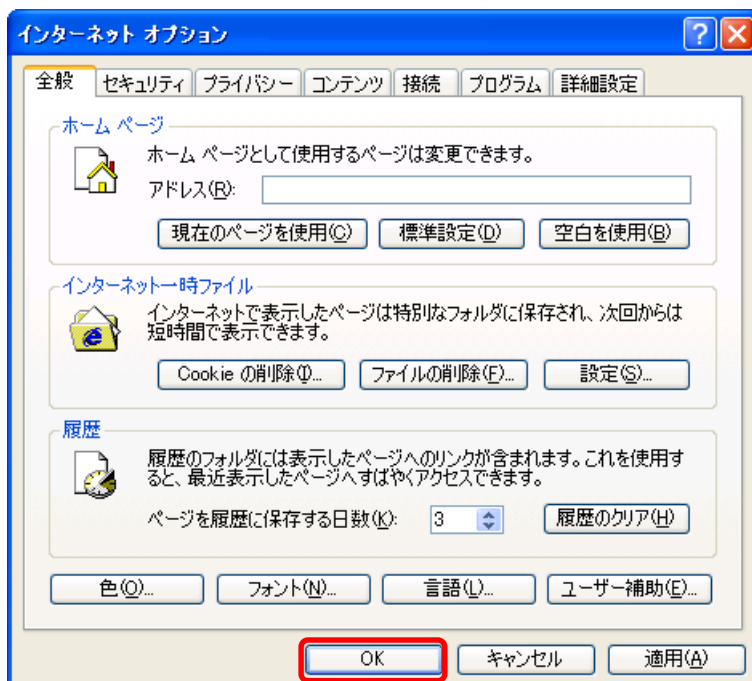 インターネット オプション
全般 セキュリティ プライバシー コンテンツ 接続 プログラム 詳細設定
ホーム ページ
ホーム ページとして使用するページは変更できます。
アドレス(R):
現在のページを使用(C) 標準設定(D) 空白を使用(B)
インターネット一時ファイル
インターネットで表示したページは特別なフォルダに保存され、次回からは
短時間で表示できます。
Cookie の削除(I)... ファイルの削除(F)... 設定(S)...
履歴
履歴のフォルダには表示したページへのリンクが含まれます。これを使用す
ると、最近表示したページへすばやくアクセスできます。
ページを履歴に保存する日数(K): 3 履歴のクリア(H)
色(O)... フォント(N)... 言語(L)... ユーザー補助(E)...
OK キャンセル 適用(A)